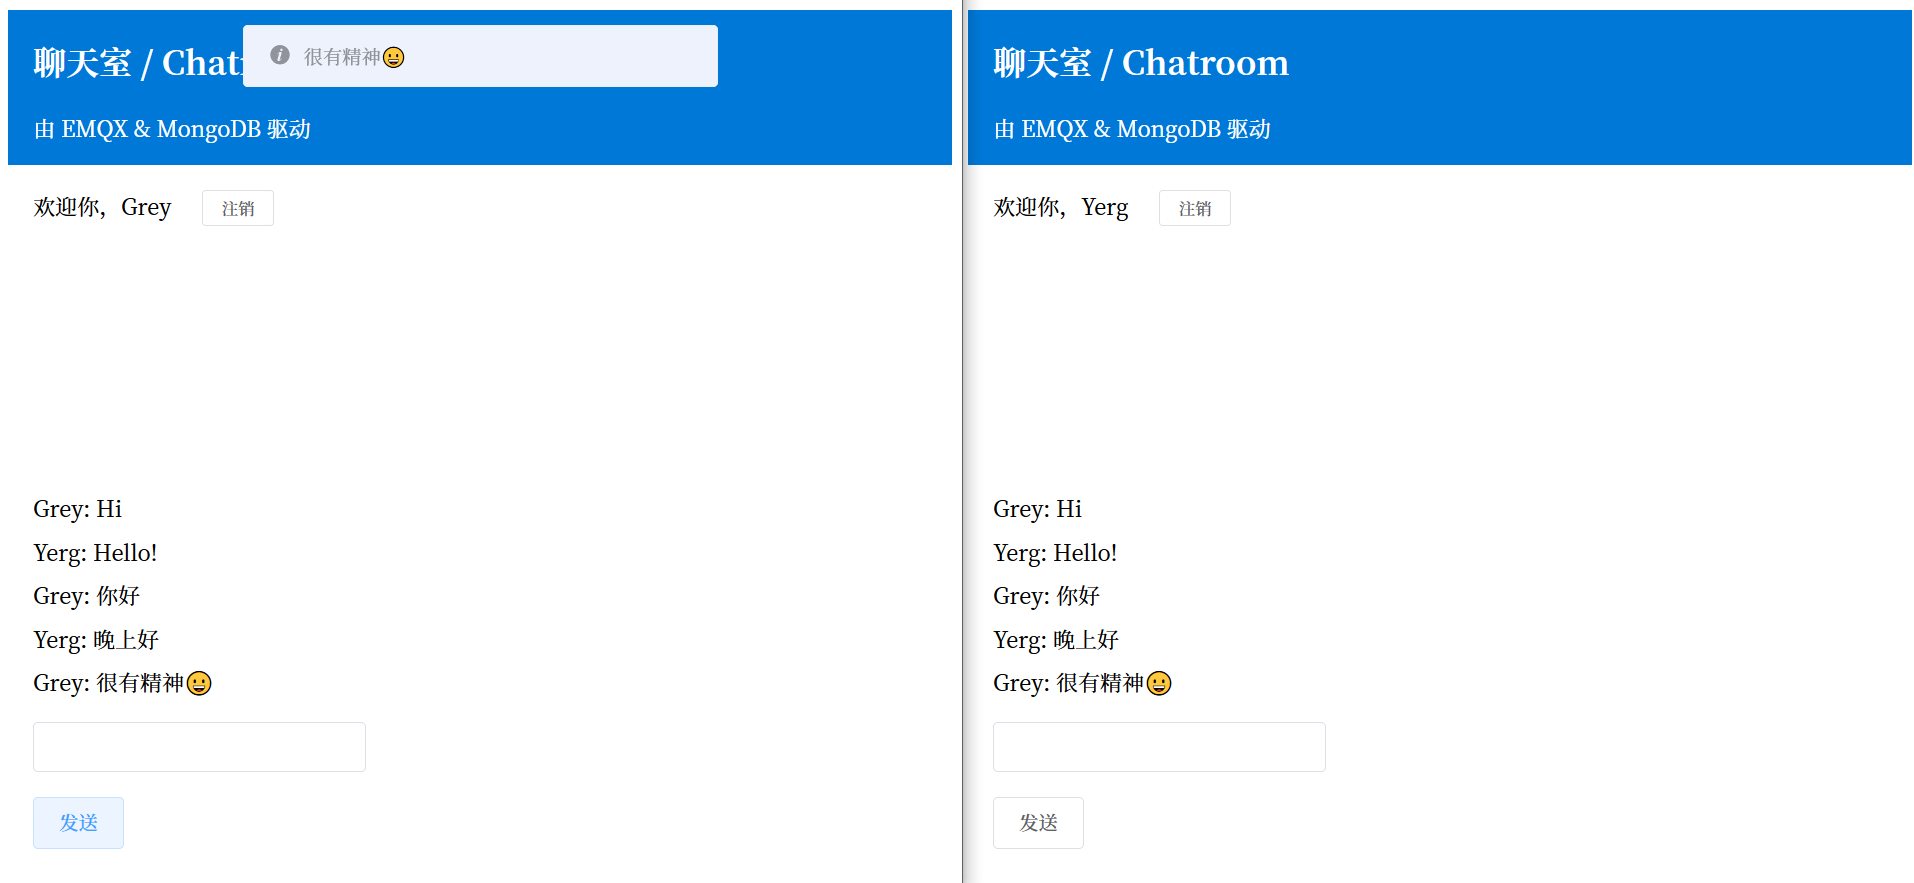 聊天室 / Chatr
很有精神😀
由 EMQX & MongoDB 驱动
欢迎你，Grey
注销
Grey: Hi
Yerg: Hello!
Grey: 你好
Yerg: 晚上好
Grey: 很有精神😀
发送
聊天室 / Chatroom
由 EMQX & MongoDB 驱动
欢迎你，Yerg
注销
Grey: Hi
Yerg: Hello!
Grey: 你好
Yerg: 晚上好
Grey: 很有精神😀
发送